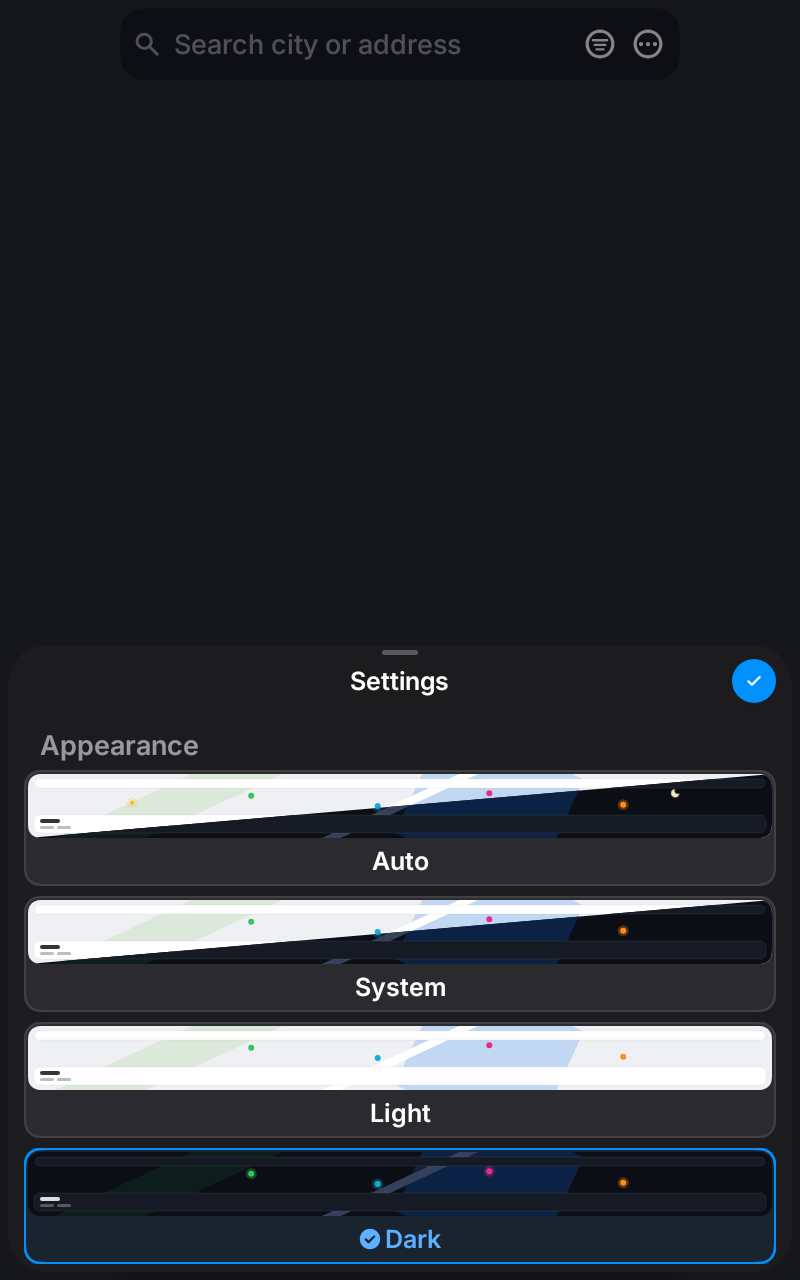 Search city or address
Settings
Appearance
Auto
System
Light
Dark